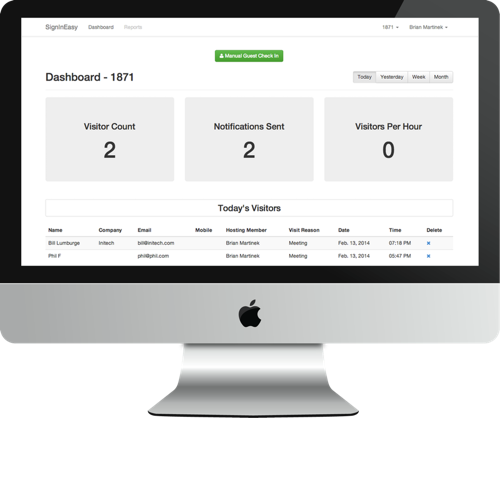 SignInEasy Dashboard Reports 1871 Brian Martinek
Manual Guest Check In
Dashboard - 1871 Today Yesterday Week Month
Visitor Count Notifications Sent Visitors Per Hour
2 2 0
Today's Visitors
Name Company Email Mobile Hosting Member Visit Reason Date Time Delete
Bill Lumburge Initech bill@initech.com Brian Martinek Meeting Feb. 13, 2014 07:18 PM
Phil F phil@phil.com Brian Martinek Meeting Feb. 13, 2014 05:47 PM